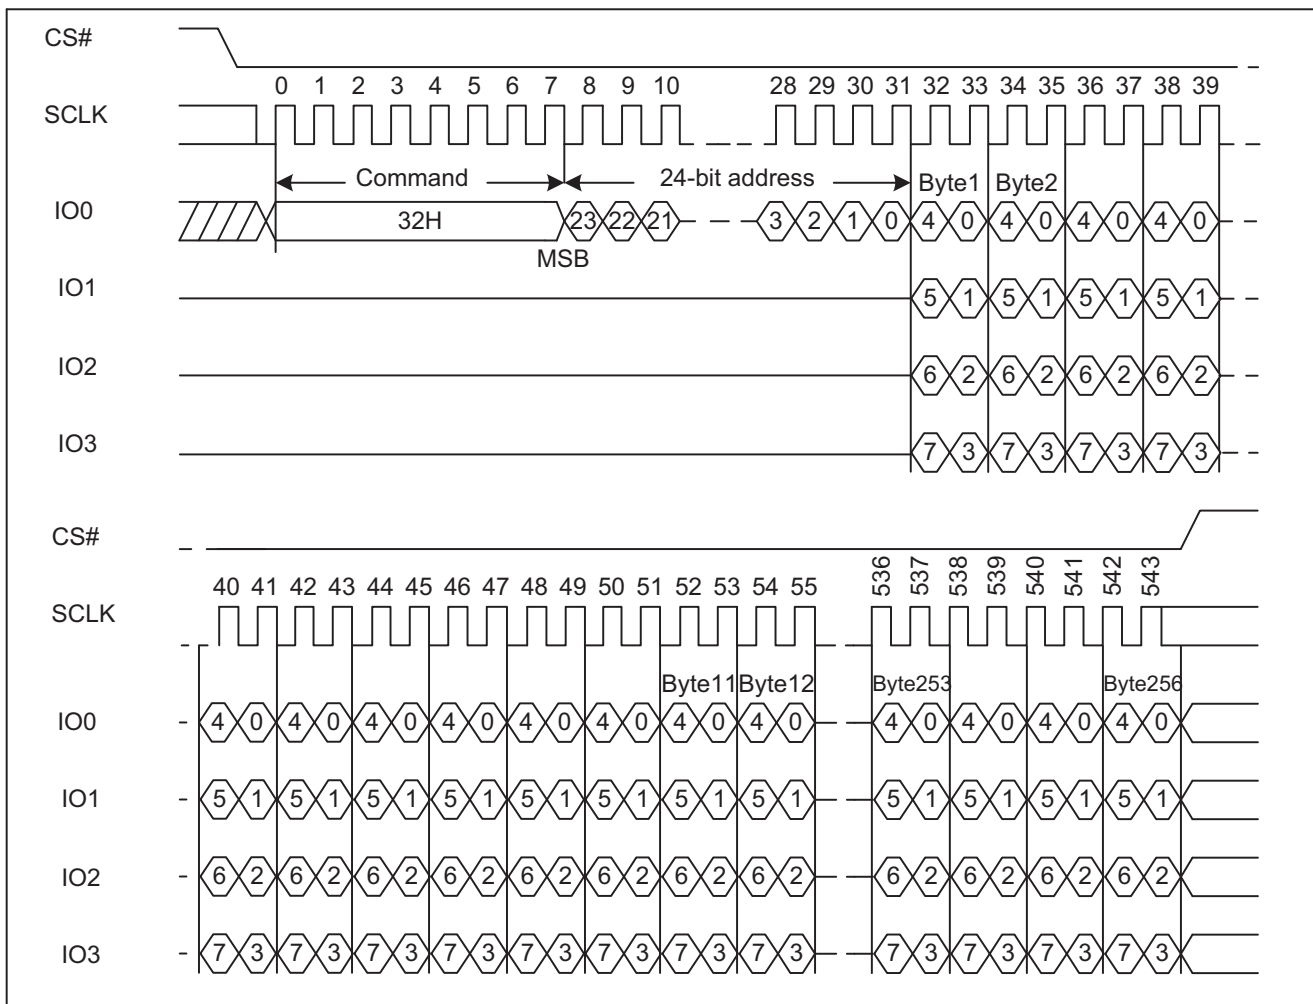 CS#
SCLK
0 1 2 3 4 5 6 7 8 9 10 28 29 30 31 32 33 34 35 36 37 38 39
Command 24-bit address Byte1 Byte2
IO0
32H 23 22 21 3 2 1 0 4 0 4 0 4 0 4 0
MSB
IO1
5 1 5 1 5 1 5 1
IO2
6 2 6 2 6 2 6 2
IO3
7 3 7 3 7 3 7 3
CS#
40 41 42 43 44 45 46 47 48 49 50 51 52 53 54 55 536 537 538 539 540 541 542 543
SCLK
Byte11 Byte12 Byte253 Byte256
IO0
4 0 4 0 4 0 4 0 4 0 4 0 4 0 4 0 4 0 4 0 4 0 4 0
IO1
5 1 5 1 5 1 5 1 5 1 5 1 5 1 5 1 5 1 5 1 5 1 5 1
IO2
6 2 6 2 6 2 6 2 6 2 6 2 6 2 6 2 6 2 6 2 6 2 6 2
IO3
7 3 7 3 7 3 7 3 7 3 7 3 7 3 7 3 7 3 7 3 7 3 7 3